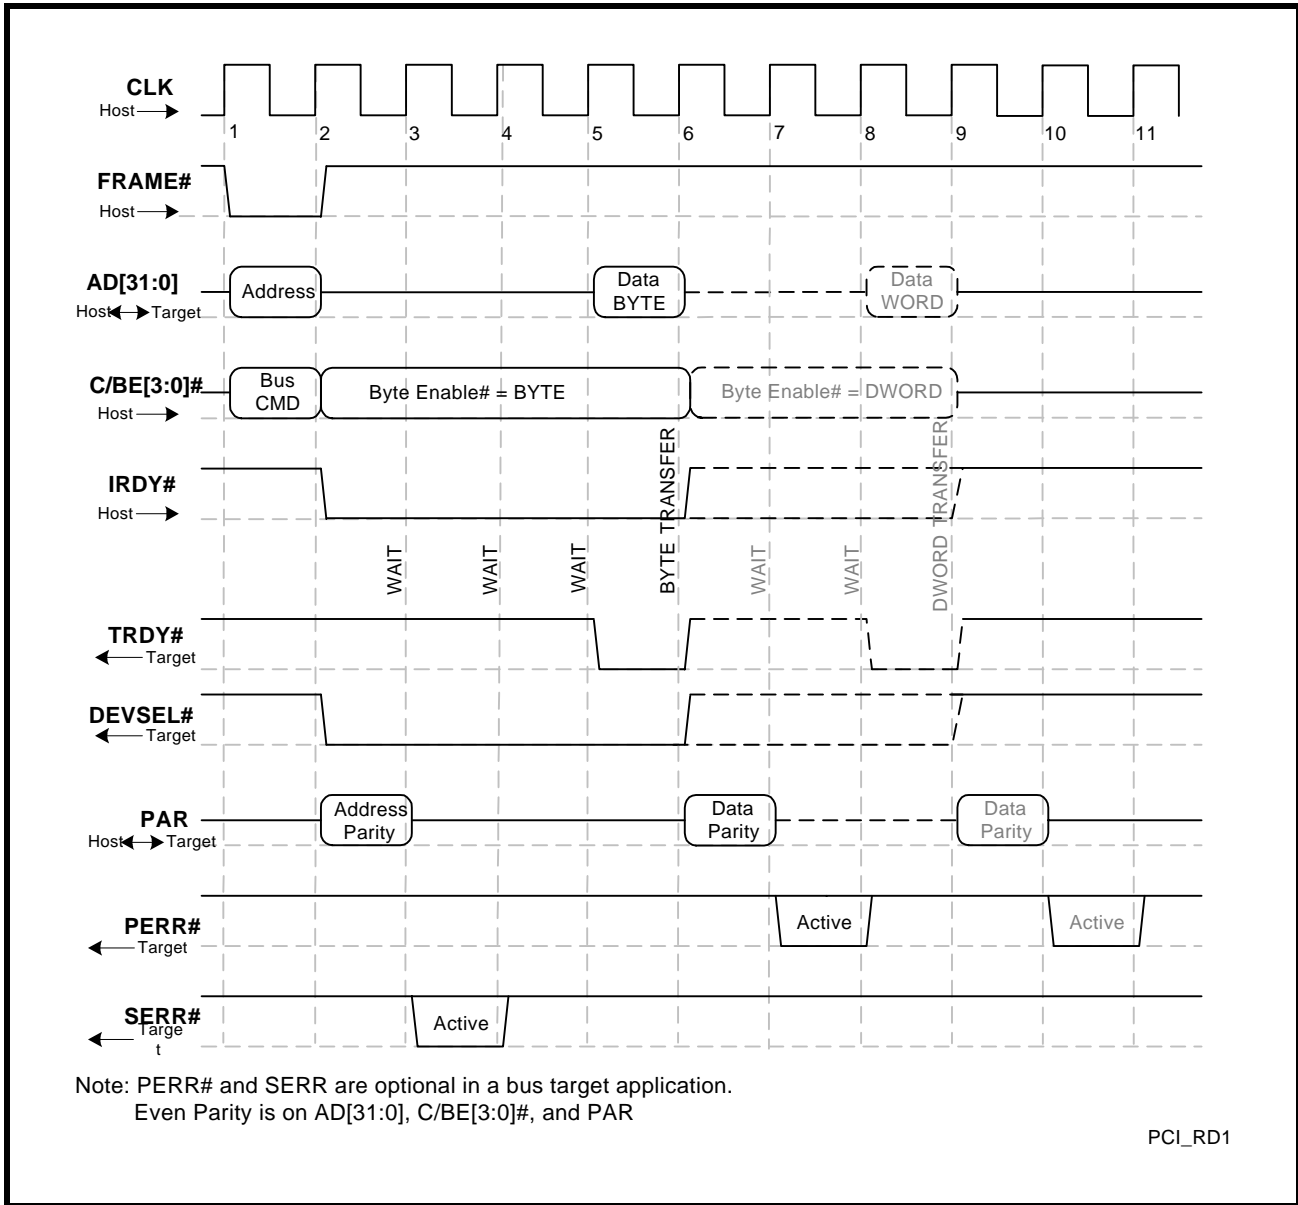 CLK
Host
1 2 3 4 5 6 7 8 9 10 11
FRAME#
Host
AD[31:0]
Host Target
Address
Data
BYTE
Data
WORD
C/BE[3:0]#
Host
Bus
CMD
Byte Enable# = BYTE
Byte Enable# = DWORD
IRDY#
Host
WAIT
WAIT
WAIT
BYTE TRANSFER
WAIT
WAIT
DWORD TRANSFER
TRDY#
Target
DEVSEL#
Target
PAR
Host Target
Address
Parity
Data
Parity
Data
Parity
PERR#
Target
Active
Active
SERR#
Targe
t
Active
Note: PERR# and SERR are optional in a bus target application.
Even Parity is on AD[31:0], C/BE[3:0]#, and PAR
PCI_RD1